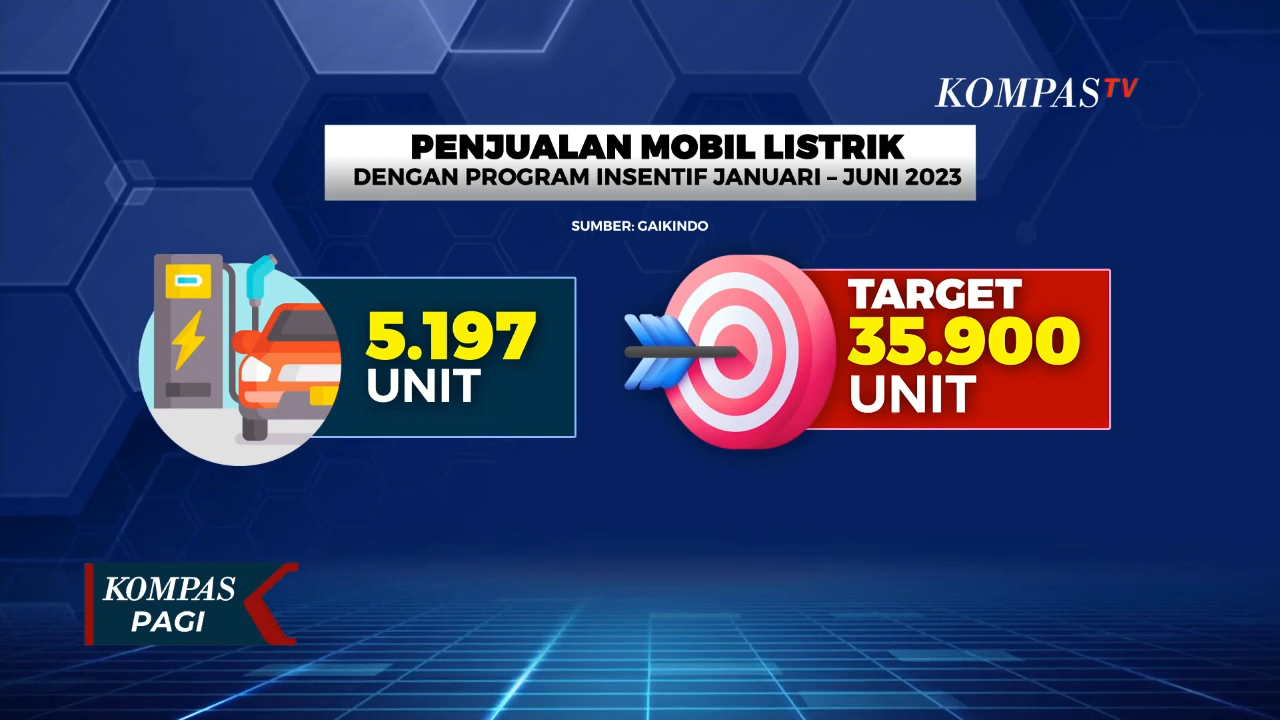 KOMPASTV
PENJUALAN MOBIL LISTRIK
DENGAN PROGRAM INSENTIF JANUARI – JUNI 2023
SUMBER: GAIKINDO
5.197
UNIT
TARGET
35.900
UNIT
KOMPAS
PAGI